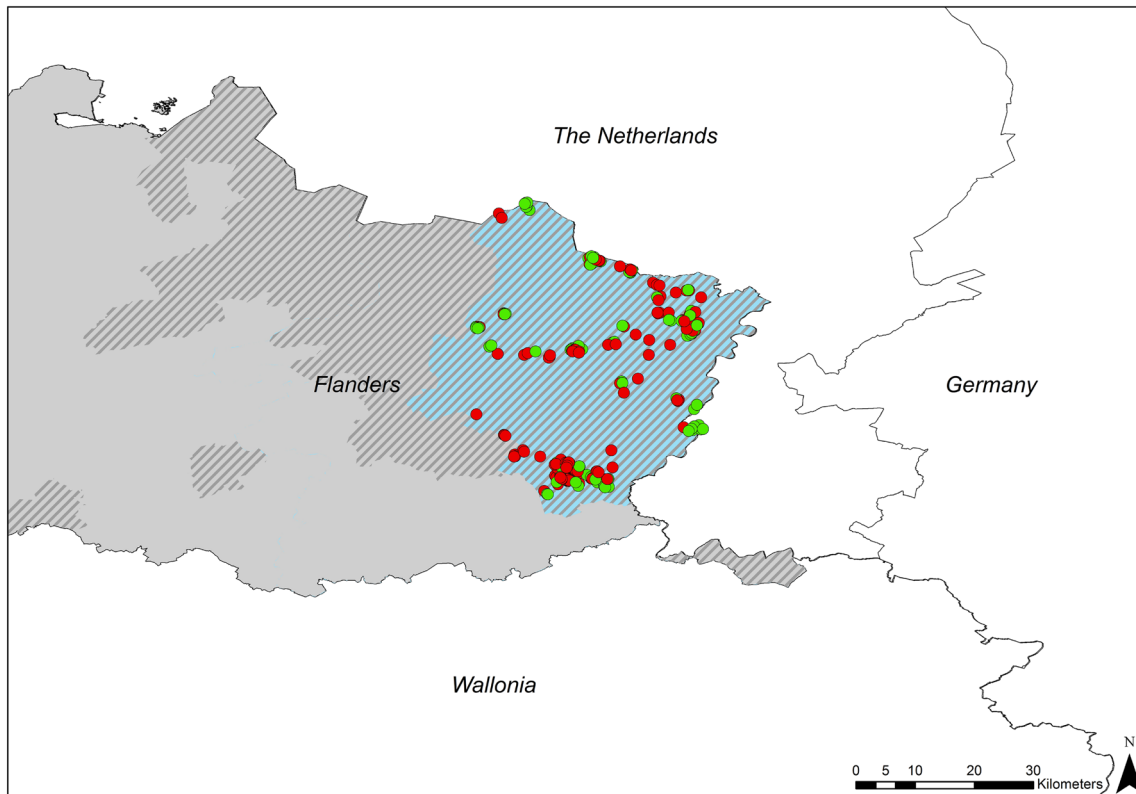 The Netherlands
Flanders
Germany
Wallonia
N
0 5 10 20 30
Kilometers